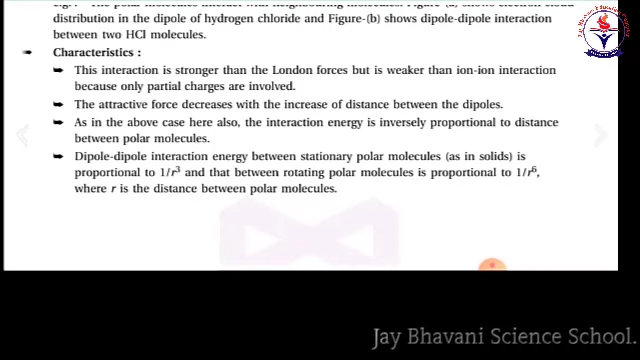 distribution in the dipole of hydrogen chloride and Figure-(b) shows dipole-dipole interaction
between two HCl molecules.
Characteristics :
This interaction is stronger than the London forces but is weaker than ion-ion interaction
because only partial charges are involved.
The attractive force decreases with the increase of distance between the dipoles.
As in the above case here also, the interaction energy is inversely proportional to distance
between polar molecules.
Dipole-dipole interaction energy between stationary polar molecules (as in solids) is
proportional to 1/r³ and that between rotating polar molecules is proportional to 1/r⁶,
where r is the distance between polar molecules.
Jay Bhavani Science School.